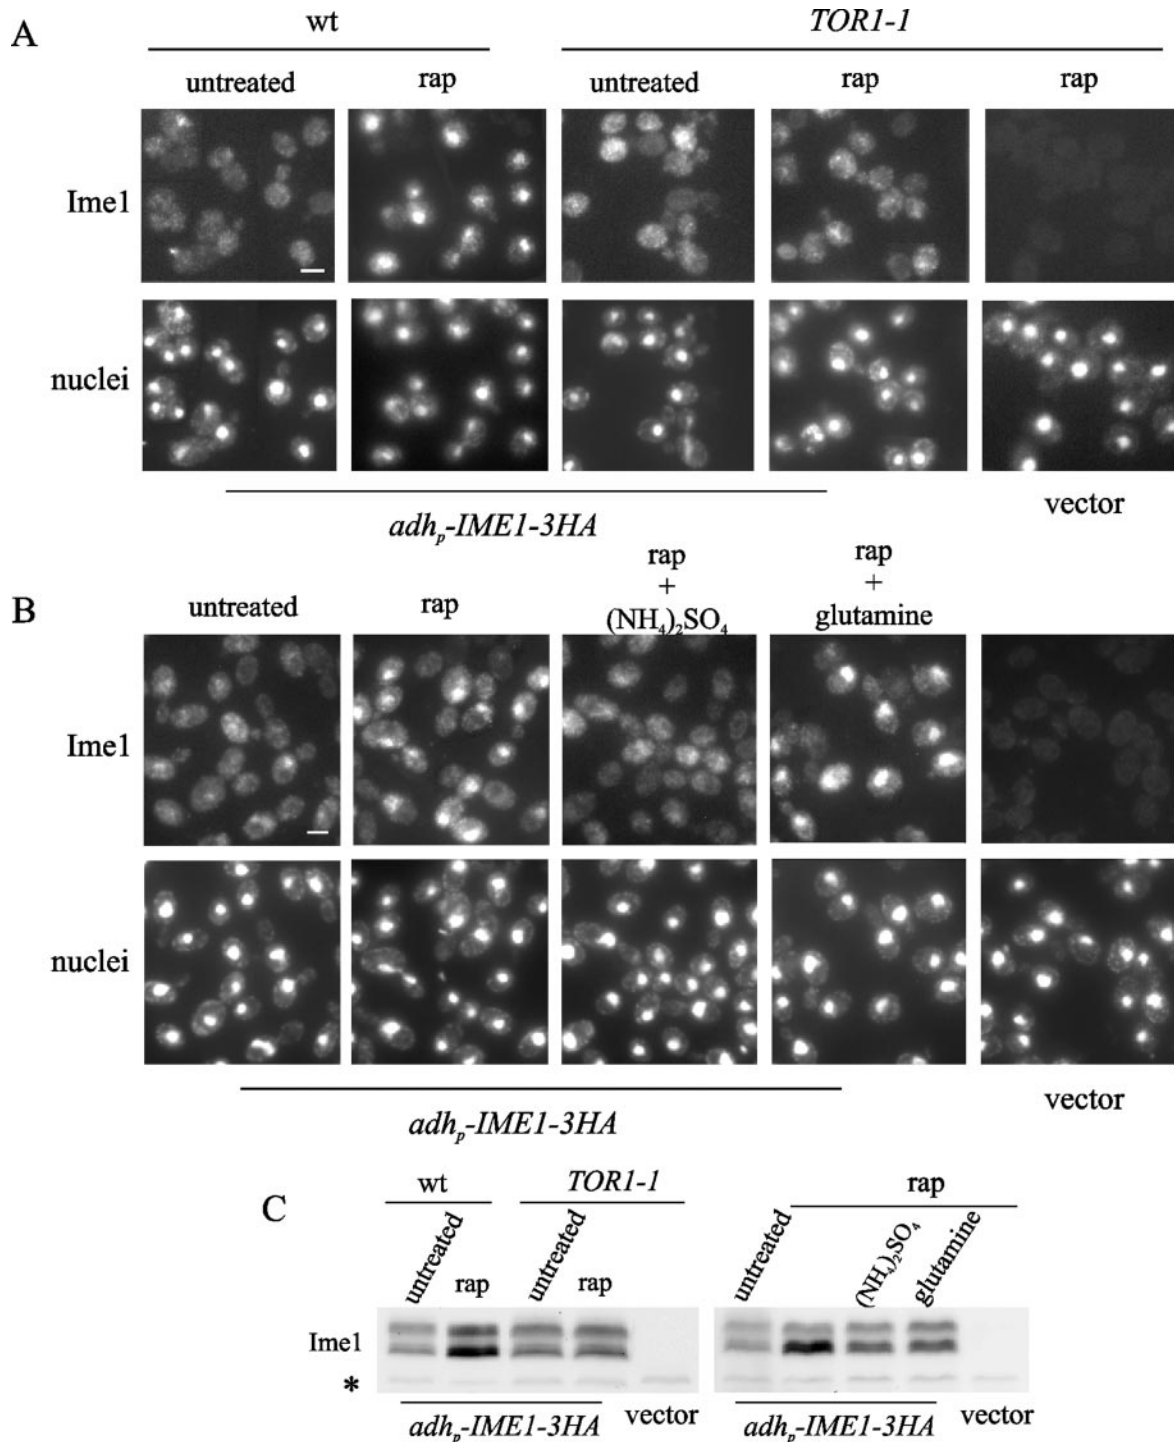 A
wt
TOR1-1
untreated
rap
untreated
rap
rap
Ime1
nuclei
adhp-IME1-3HA
vector
B
untreated
rap
rap
+
(NH4)2SO4
rap
+
glutamine
Ime1
nuclei
adhp-IME1-3HA
vector
C
wt
TOR1-1
rap
untreated
rap
untreated
rap
untreated
(NH4)2SO4
glutamine
Ime1
*
adhp-IME1-3HA
vector
adhp-IME1-3HA
vector